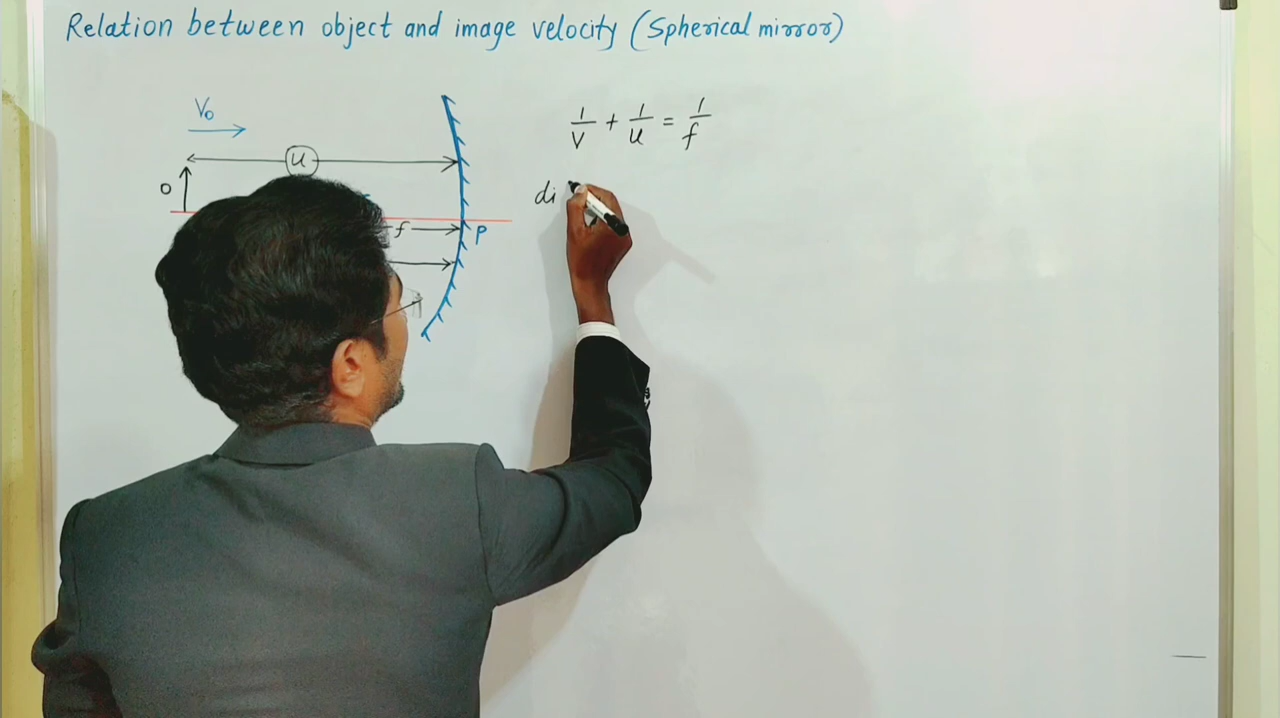 Relation between object and image velocity (Spherical mirror)
V₀
u
O
f
P
1/v + 1/u = 1/f
di